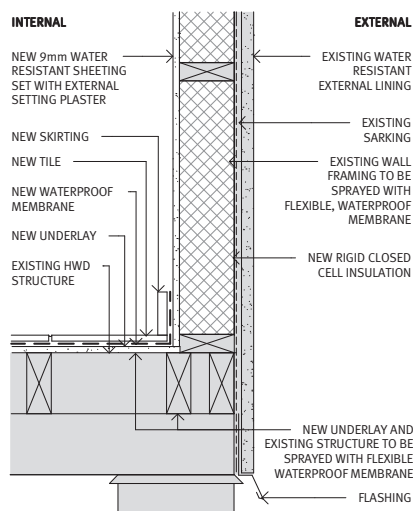 INTERNAL
NEW 9mm WATER
RESISTANT SHEETING
SET WITH EXTERNAL
SETTING PLASTER
NEW SKIRTING
NEW TILE
NEW WATERPROOF
MEMBRANE
NEW UNDERLAY
EXISTING HWD
STRUCTURE
EXTERNAL
EXISTING WATER
RESISTANT
EXTERNAL LINING
EXISTING
SARKING
EXISTING WALL
FRAMING TO BE
SPRAYED WITH
FLEXIBLE, WATERPROOF
MEMBRANE
NEW RIGID CLOSED
CELL INSULATION
NEW UNDERLAY AND
EXISTING STRUCTURE TO BE
SPRAYED WITH FLEXIBLE
WATERPROOF MEMBRANE
FLASHING